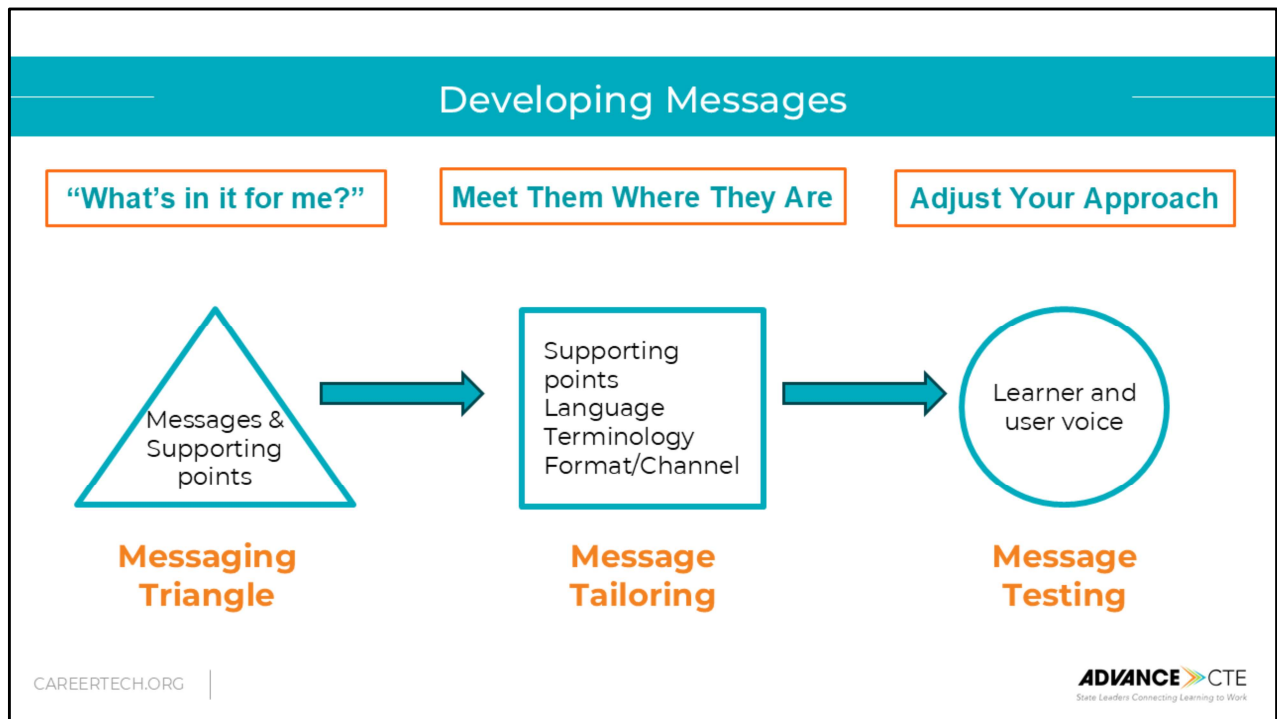 Developing Messages
“What’s in it for me?”
Meet Them Where They Are
Adjust Your Approach
Messages &
Supporting
points
Supporting
points
Language
Terminology
Format/Channel
Learner and
user voice
Messaging
Triangle
Message
Tailoring
Message
Testing
CAREERTECH.ORG
ADVANCE CTE
State Leaders Connecting Learning to Work